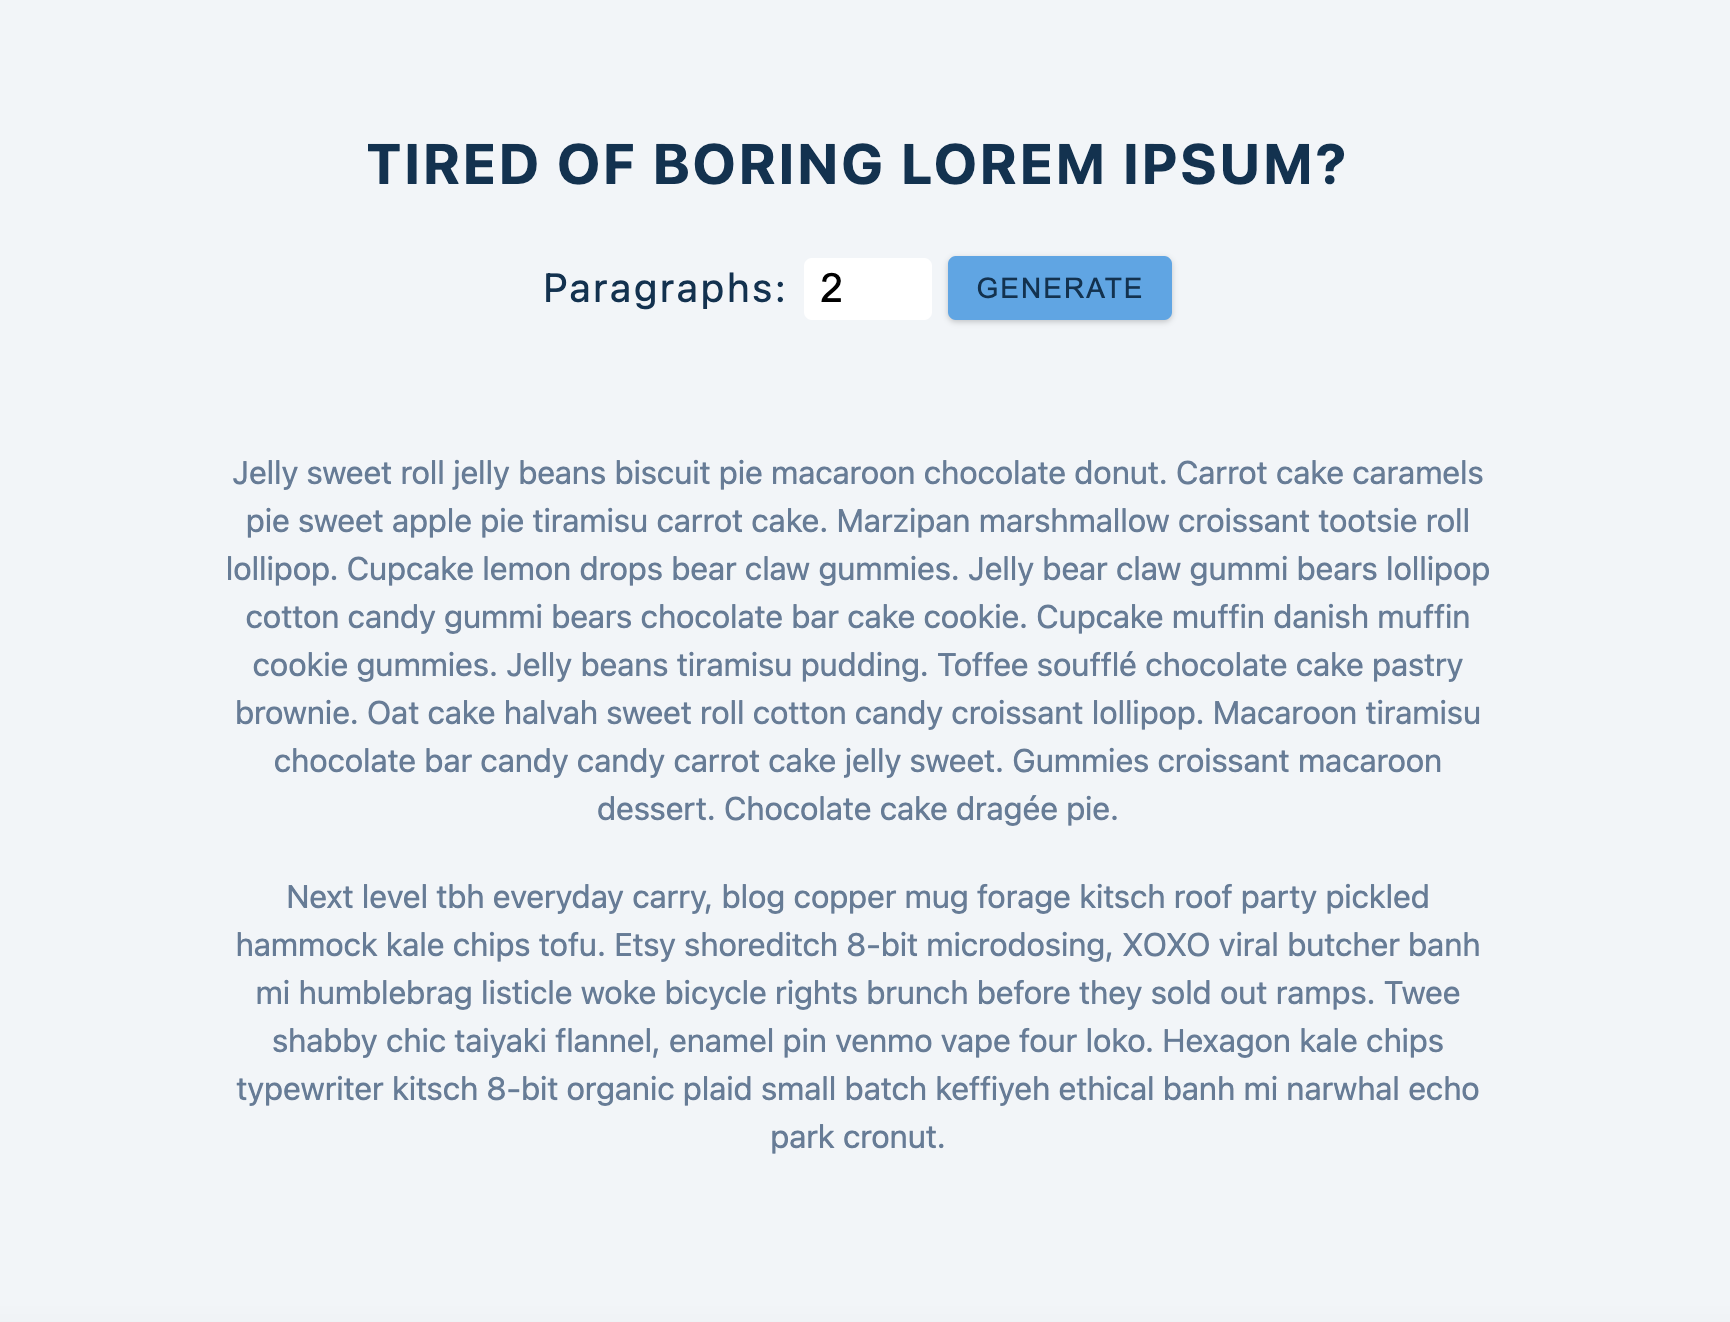 TIRED OF BORING LOREM IPSUM?
Paragraphs: 2 GENERATE
Jelly sweet roll jelly beans biscuit pie macaroon chocolate donut. Carrot cake caramels
pie sweet apple pie tiramisu carrot cake. Marzipan marshmallow croissant tootsie roll
lollipop. Cupcake lemon drops bear claw gummies. Jelly bear claw gummi bears lollipop
cotton candy gummi bears chocolate bar cake cookie. Cupcake muffin danish muffin
cookie gummies. Jelly beans tiramisu pudding. Toffee soufflé chocolate cake pastry
brownie. Oat cake halvah sweet roll cotton candy croissant lollipop. Macaroon tiramisu
chocolate bar candy candy carrot cake jelly sweet. Gummies croissant macaroon
dessert. Chocolate cake dragée pie.
Next level tbh everyday carry, blog copper mug forage kitsch roof party pickled
hammock kale chips tofu. Etsy shoreditch 8-bit microdosing, XOXO viral butcher banh
mi humblebrag listicle woke bicycle rights brunch before they sold out ramps. Twee
shabby chic taiyaki flannel, enamel pin venmo vape four loko. Hexagon kale chips
typewriter kitsch 8-bit organic plaid small batch keffiyeh ethical banh mi narwhal echo
park cronut.